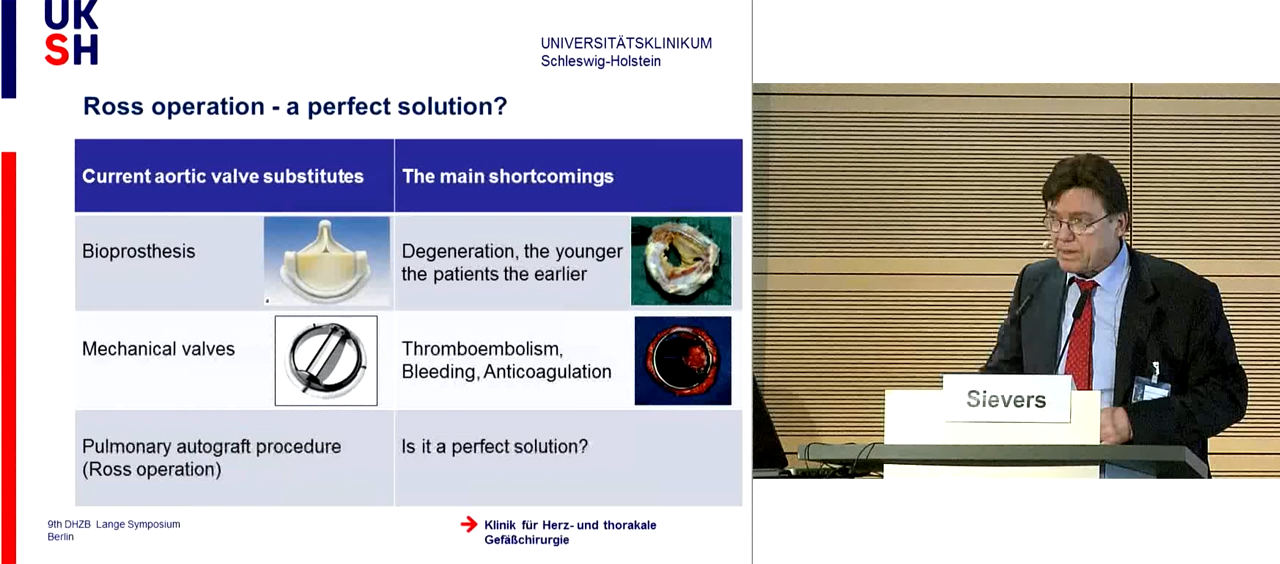 UK
SH
UNIVERSITÄTSKLINIKUM
Schleswig-Holstein
Ross operation - a perfect solution?
Current aortic valve substitutes
The main shortcomings
Bioprosthesis
Degeneration, the younger
the patients the earlier
Mechanical valves
Thromboembolism,
Bleeding, Anticoagulation
Pulmonary autograft procedure
(Ross operation)
Is it a perfect solution?
9th DHZB Lange Symposium
Berlin
Klinik für Herz- und thorakale
Gefäßchirurgie
Sievers